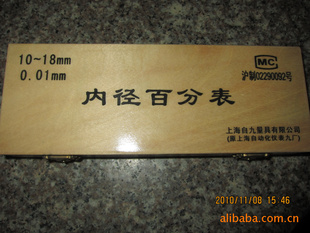 10~18mm
0.01mm
MC
沪制02290092号
内径百分表
上海自九量具有限公司
(原上海自动化仪表九厂)
2010/11/08 15:46
alibaba.com.cn